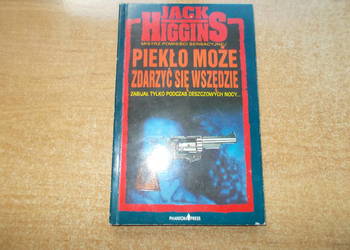 JACK
HIGGINS
MISTRZ POWIEŚCI SENSACYJNEJ
PIEKŁO MOŻE
ZDARZYĆ SIĘ WSZĘDZIE
ZABIJAŁ TYLKO PODCZAS DESZCZOWYCH NOCY...
PHANTOM PRESS